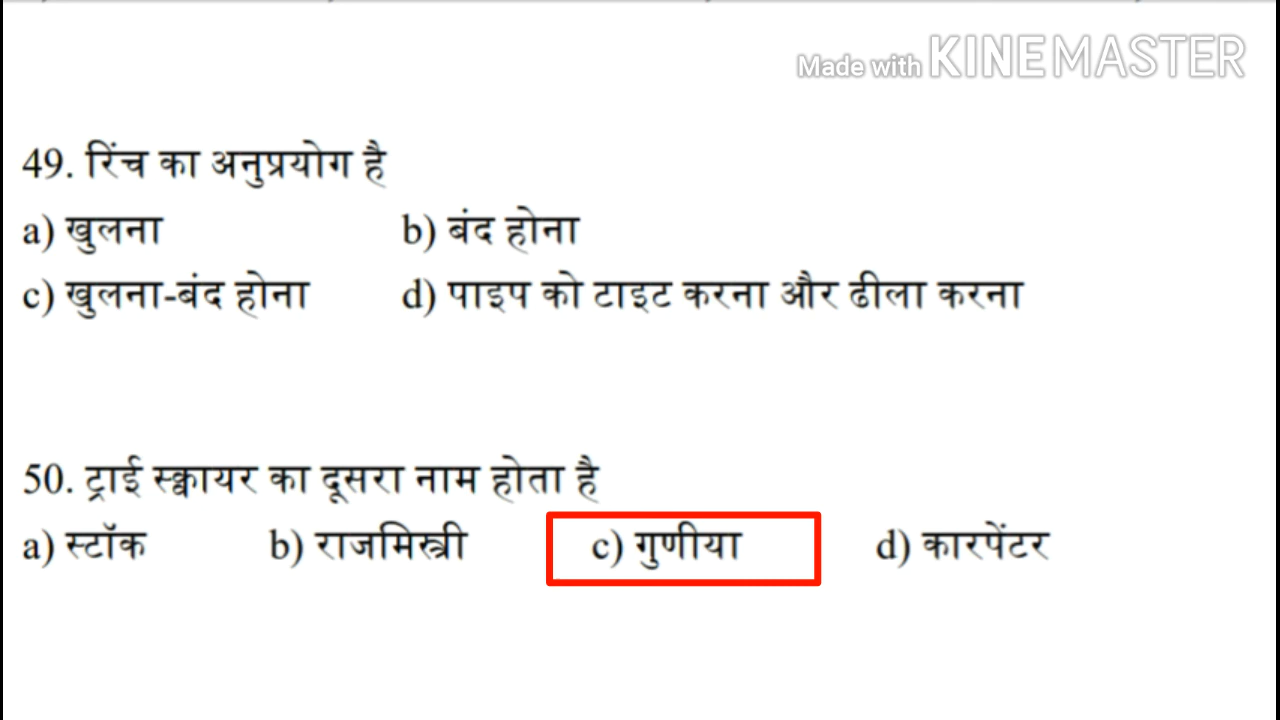 Made with KINEMASTER
49. रिंच का अनुप्रयोग है
a) खुलना b) बंद होना
c) खुलना-बंद होना d) पाइप को टाइट करना और ढीला करना
50. ट्राई स्क्वायर का दूसरा नाम होता है
a) स्टॉक b) राजमिस्त्री c) गुणीया d) कारपेंटर